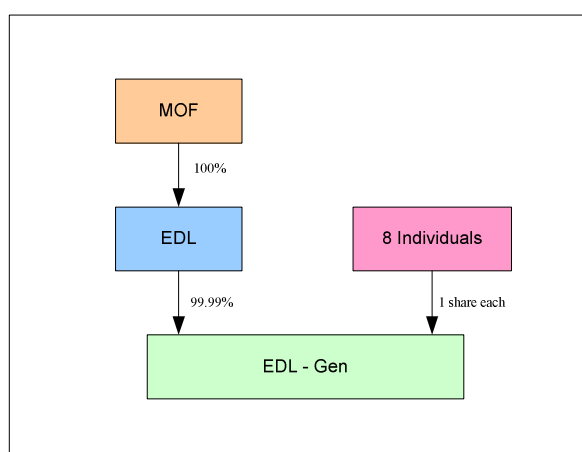 MOF
100%
EDL
8 Individuals
99.99%
1 share each
EDL - Gen